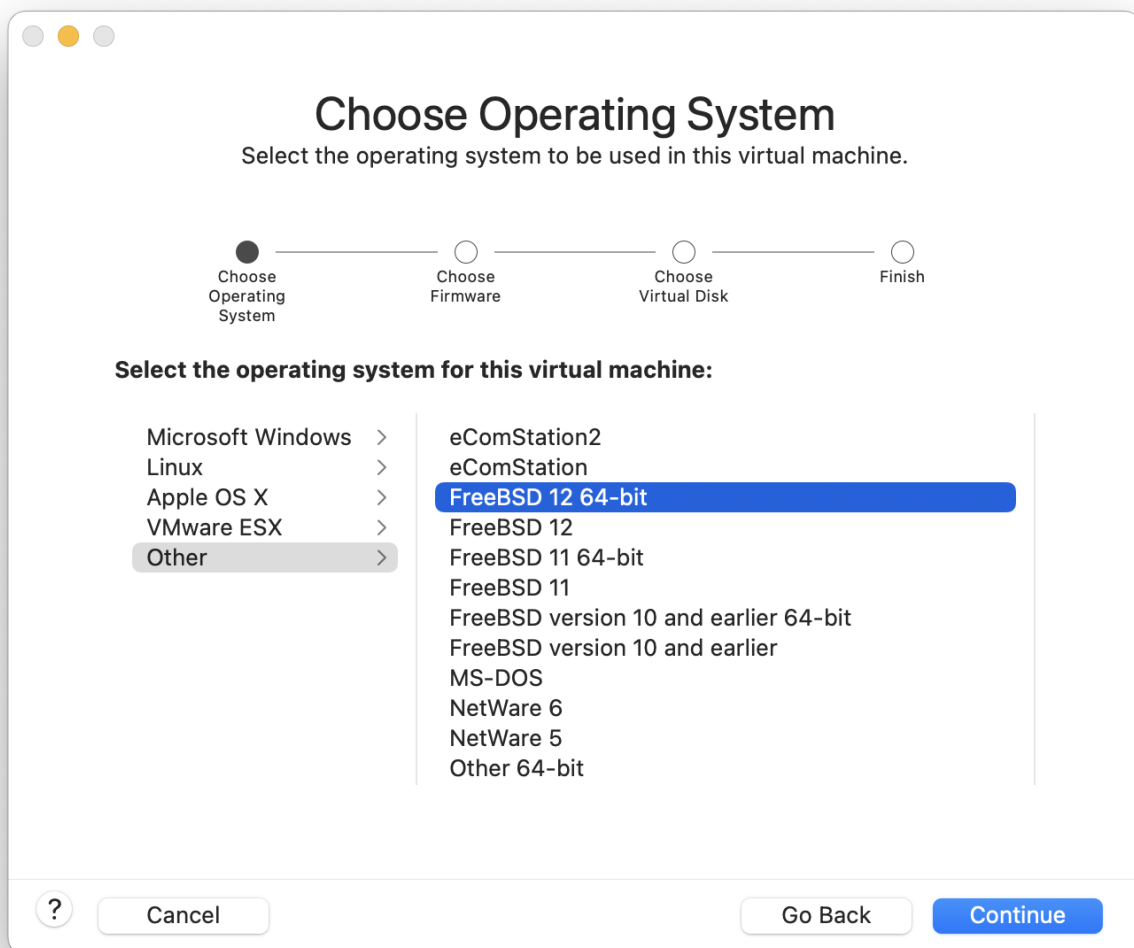 Choose Operating System
Select the operating system to be used in this virtual machine.
Choose
Operating
System
Choose
Firmware
Choose
Virtual Disk
Finish
Select the operating system for this virtual machine:
Microsoft Windows
Linux
Apple OS X
VMware ESX
Other
eComStation2
eComStation
FreeBSD 12 64-bit
FreeBSD 12
FreeBSD 11 64-bit
FreeBSD 11
FreeBSD version 10 and earlier 64-bit
FreeBSD version 10 and earlier
MS-DOS
NetWare 6
NetWare 5
Other 64-bit
?
Cancel
Go Back
Continue